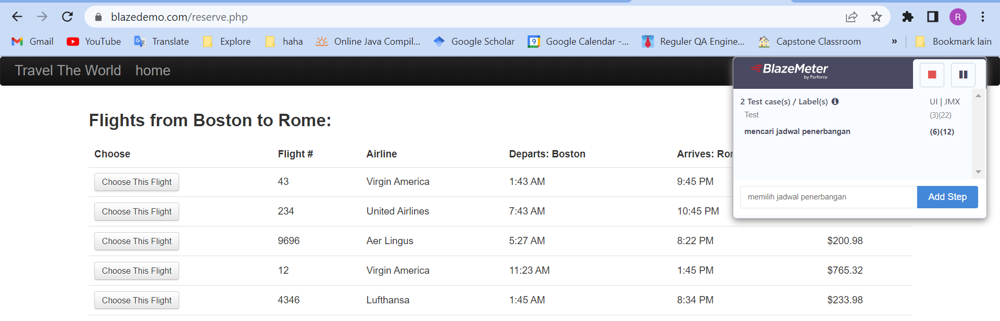 blazedemo.com/reserve.php
R
Gmail YouTube Translate Explore haha Online Java Compil... Google Scholar 9 Google Calendar -... Reguler QA Engine... Capstone Classroom » Bookmark lain
Travel The World home
BlazeMeter
by Perforce
2 Test case(s) / Label(s) UI | JMX
Test (3)(22)
mencari jadwal penerbangan (6)(12)
memilih jadwal penerbangan Add Step
Flights from Boston to Rome:
Choose Flight # Airline Departs: Boston Arrives:
Choose This Flight 43 Virgin America 1:43 AM 9:45 PM
Choose This Flight 234 United Airlines 7:43 AM 10:45 PM
Choose This Flight 9696 Aer Lingus 5:27 AM 8:22 PM $200.98
Choose This Flight 12 Virgin America 11:23 AM 1:45 PM $765.32
Choose This Flight 4346 Lufthansa 1:45 AM 8:34 PM $233.98